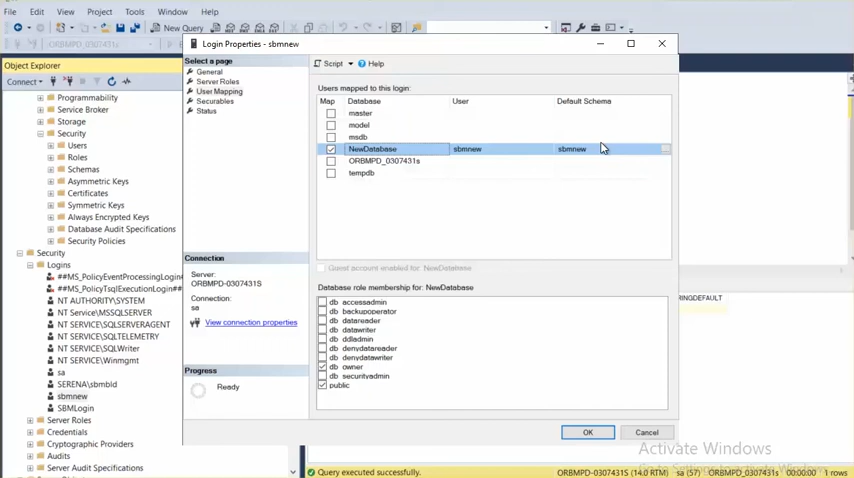 File Edit View Project Tools Window Help
New Query
ORBMPD_0307431s
Object Explorer
Connect
Programmability
Service Broker
Storage
Security
Users
Roles
Schemas
Asymmetric Keys
Certificates
Symmetric Keys
Always Encrypted Keys
Database Audit Specifications
Security Policies
Security
Logins
##MS_PolicyEventProcessingLogin
##MS_PolicyTsqlExecutionLogin##
NT AUTHORITY\SYSTEM
NT Service\MSSQLSERVER
NT SERVICE\SQLSERVERAGENT
NT SERVICE\SQLTELEMETRY
NT SERVICE\SQLWriter
NT SERVICE\Winmgmt
sa
SERENA\sbmbld
sbmnew
SBMLogin
Server Roles
Credentials
Cryptographic Providers
Audits
Server Audit Specifications
Login Properties - sbmnew
Select a page
General
Server Roles
User Mapping
Securables
Status
Connection
Server:
ORBMPD-0307431S
Connection:
sa
View connection properties
Progress
Ready
Script Help
Users mapped to this login:
Map Database User Default Schema
master
model
msdb
NewDatabase sbmnew sbmnew
ORBMPD_0307431s
tempdb
Guest account enabled for: NewDatabase
Database role membership for: NewDatabase
db_accessadmin
db_backupoperator
db_datareader
db_datawriter
db_ddladmin
db_denydatareader
db_denydatawriter
db_owner
db_securityadmin
public
OK Cancel
RINGDEFAULT
Activate Windows
Query executed successfully. ORBMPD-0307431S (14.0 RTM) sa (57) ORBMPD_0307431s 00:00:00 1 rows